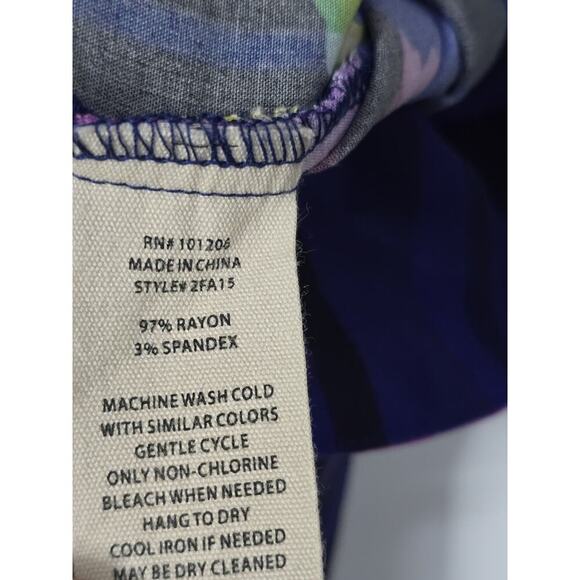 RN# 101206
MADE IN CHINA
STYLE# 2FA15
97% RAYON
3% SPANDEX
MACHINE WASH COLD
WITH SIMILAR COLORS
GENTLE CYCLE
ONLY NON-CHLORINE
BLEACH WHEN NEEDED
HANG TO DRY
COOL IRON IF NEEDED
MAY BE DRY CLEANED